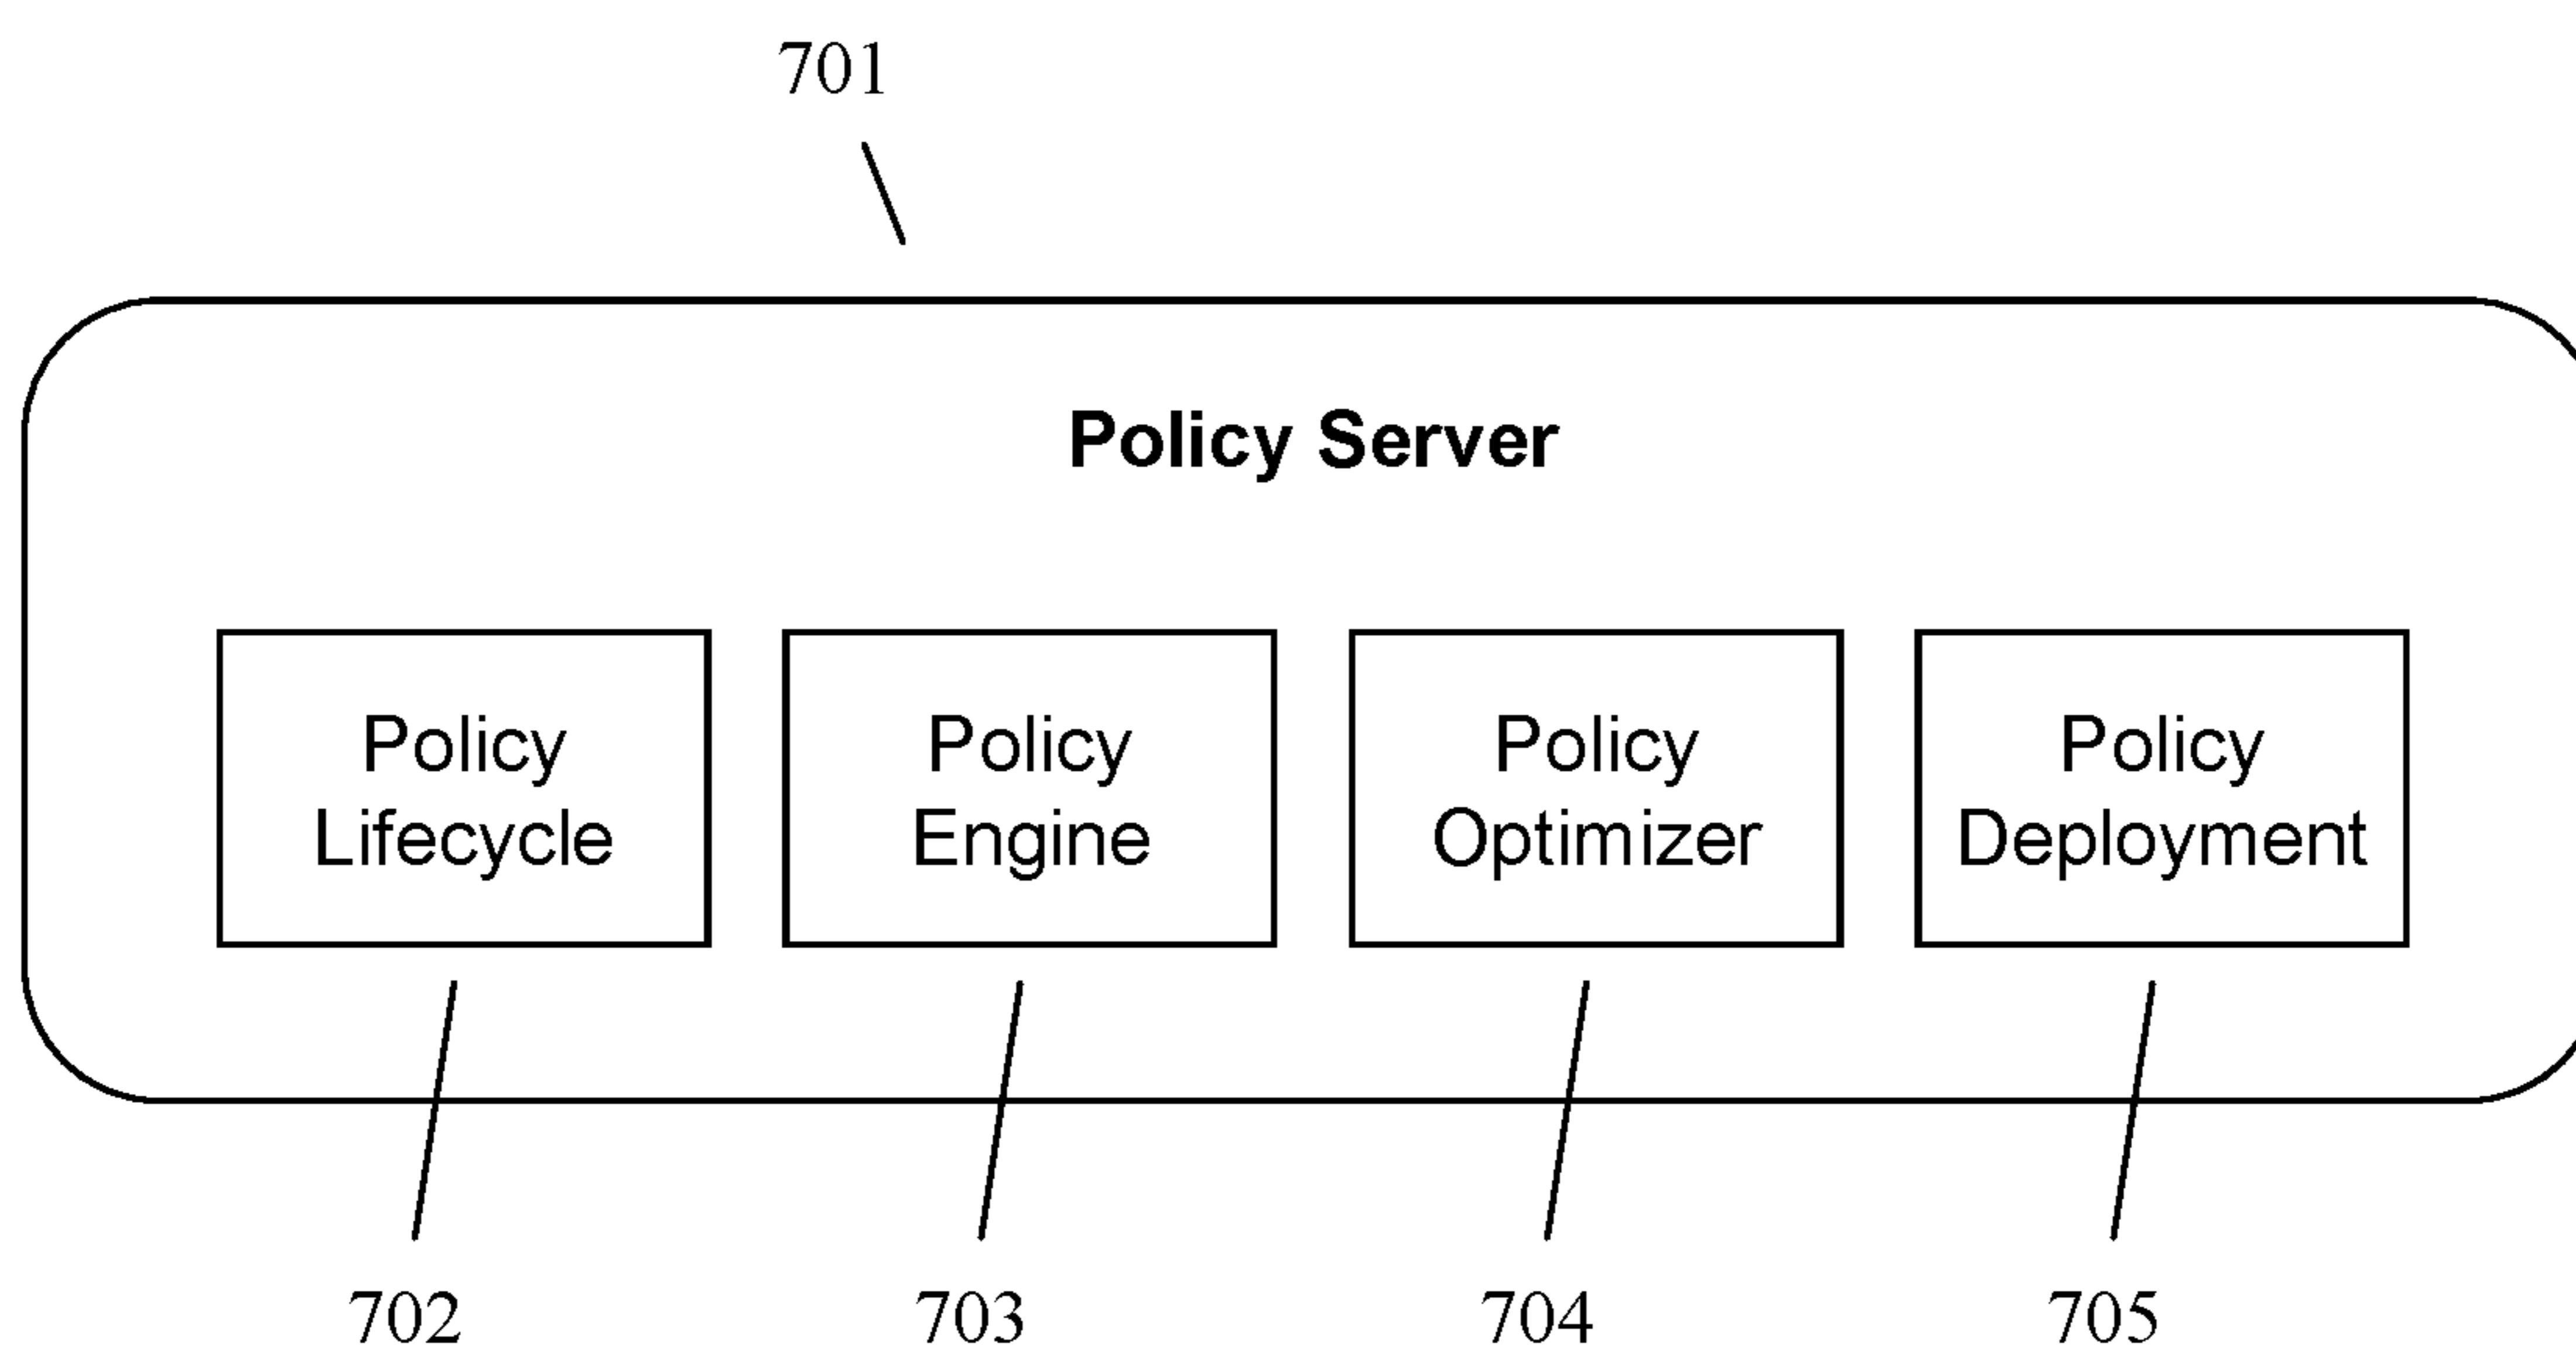 701
Policy Server
Policy
Lifecycle
Policy
Engine
Policy
Optimizer
Policy
Deployment
702
703
704
705